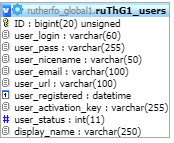 rutherfo_global1.ruThG1_users
ID : bigint(20) unsigned
user_login : varchar(60)
user_pass : varchar(255)
user_nicename : varchar(50)
user_email : varchar(100)
user_url : varchar(100)
user_registered : datetime
user_activation_key : varchar(255)
user_status : int(11)
display_name : varchar(250)